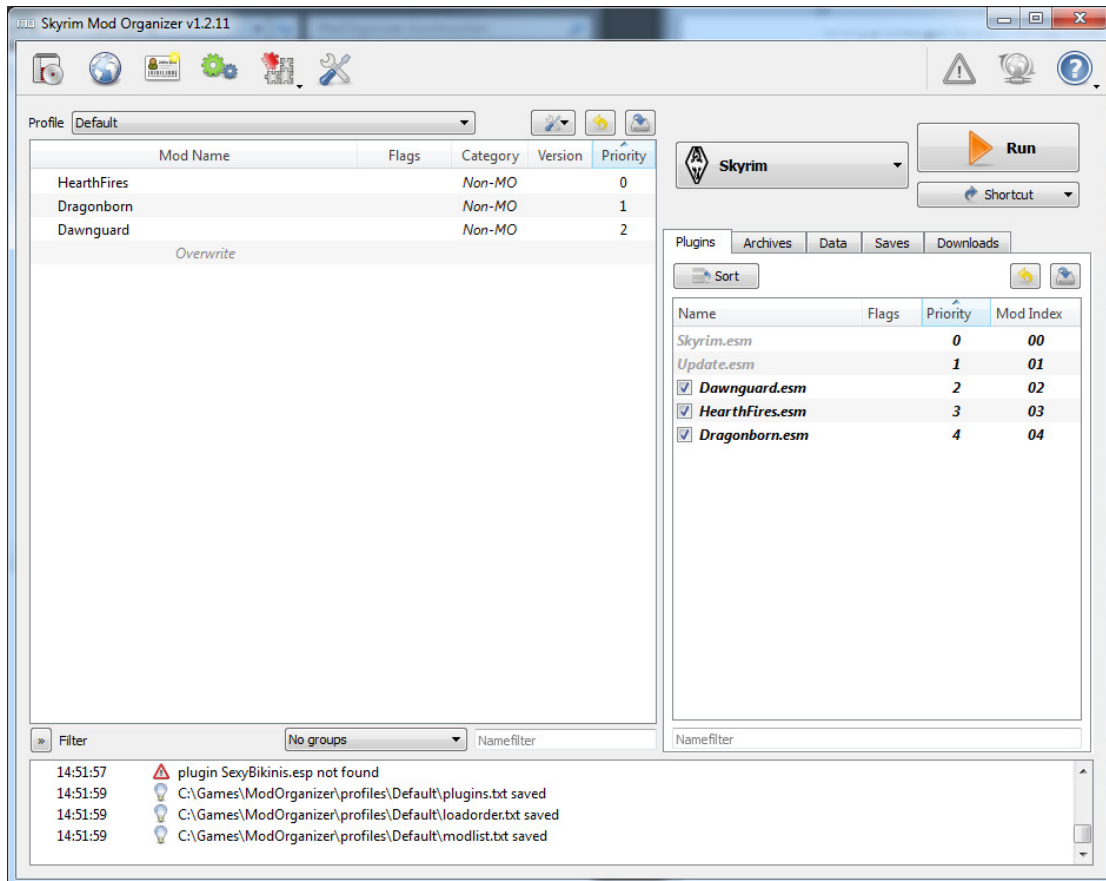 Skyrim Mod Organizer v1.2.11
Profile Default
Mod Name Flags Category Version Priority
HearthFires Non-MO 0
Dragonborn Non-MO 1
Dawnguard Non-MO 2
Overwrite
» Filter No groups Namefilter
Skyrim
Run
Shortcut
Plugins Archives Data Saves Downloads
Sort
Name Flags Priority Mod Index
Skyrim.esm 0 00
Update.esm 1 01
Dawnguard.esm 2 02
HearthFires.esm 3 03
Dragonborn.esm 4 04
Namefilter
14:51:57 plugin SexyBikinis.esp not found
14:51:59 C:\Games\ModOrganizer\profiles\Default\plugins.txt saved
14:51:59 C:\Games\ModOrganizer\profiles\Default\loadorder.txt saved
14:51:59 C:\Games\ModOrganizer\profiles\Default\modlist.txt saved